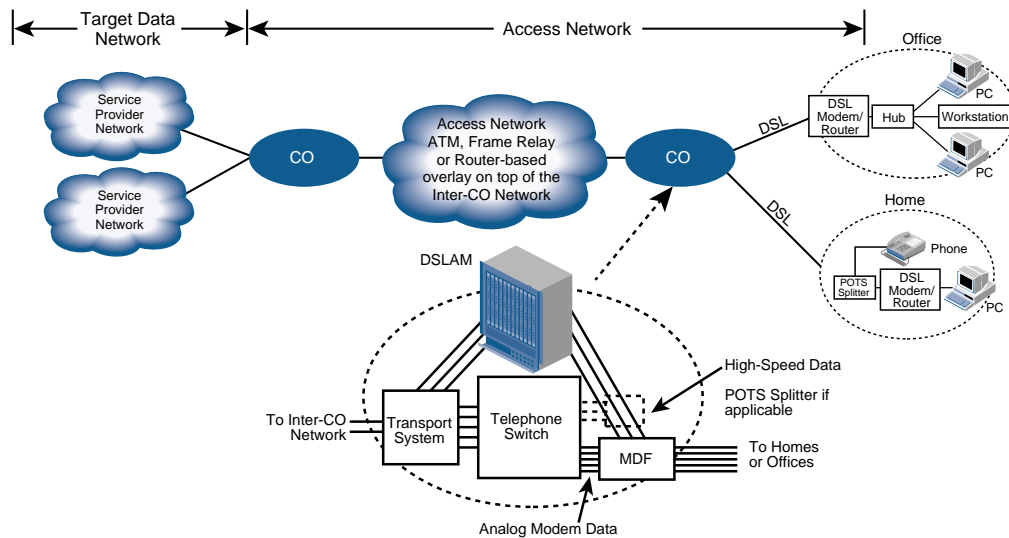 Target Data
Network
Access Network
Office
Service
Provider
Network
Service
Provider
Network
CO
Access Network
ATM, Frame Relay
or Router-based
overlay on top of the
Inter-CO Network
CO
DSL
DSL
DSL
Modem/
Router
Hub
PC
Workstation
PC
Home
Phone
POTS
Splitter
DSL
Modem/
Router
PC
DSLAM
High-Speed Data
POTS Splitter if
applicable
To Inter-CO
Network
Transport
System
Telephone
Switch
MDF
To Homes
or Offices
Analog Modem Data